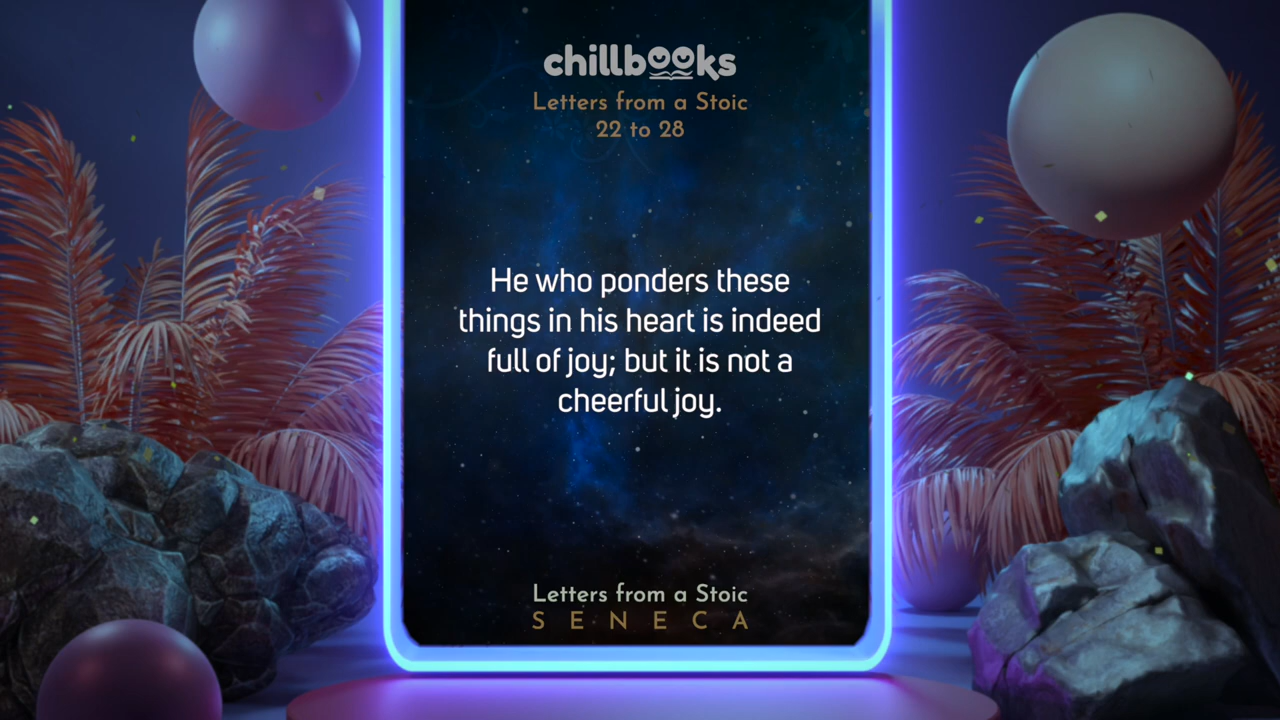 chillbooks
Letters from a Stoic
22 to 28
He who ponders these
things in his heart is indeed
full of joy; but it is not a
cheerful joy.
Letters from a Stoic
SENECA